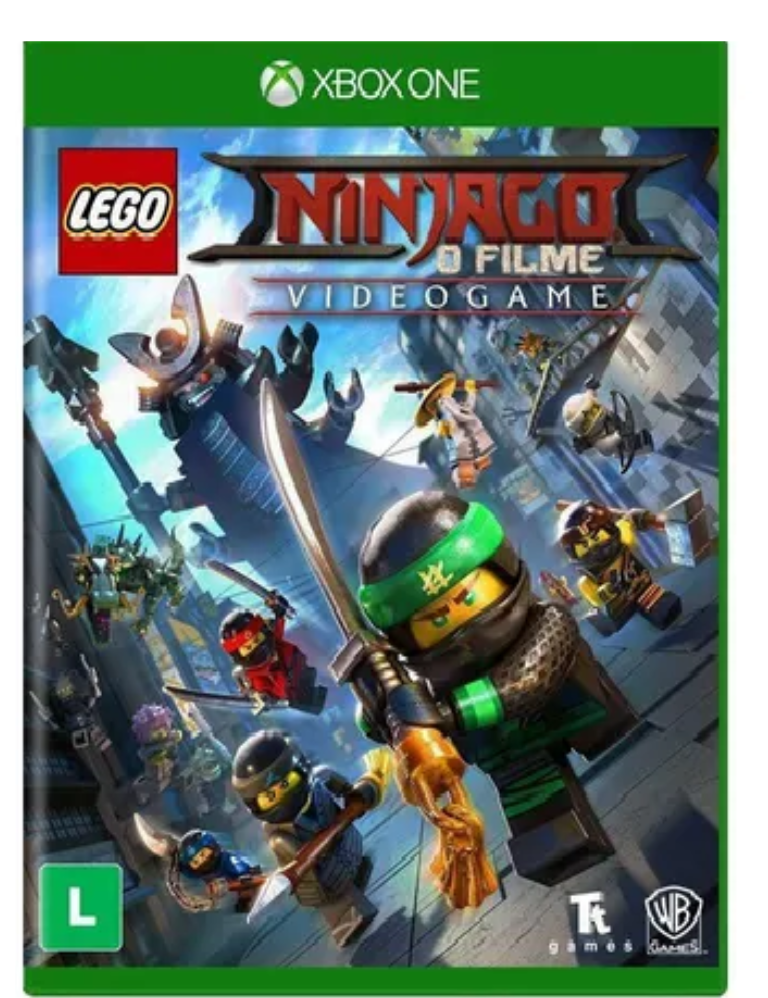 XBOX ONE
LEGO
NINJAGO
O FILME
VIDEOGAME
L
Tt
games
WB
GAMES